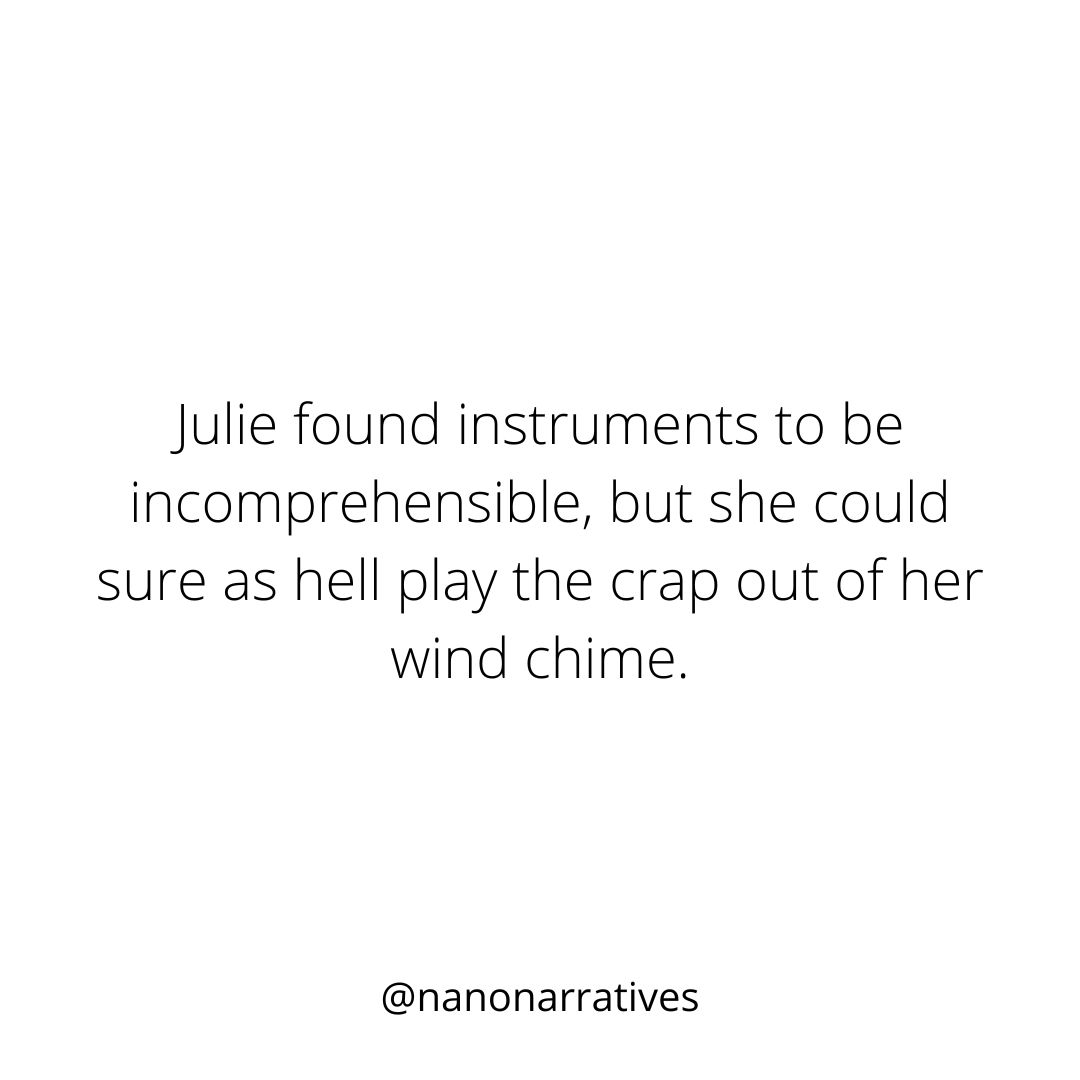 Julie found instruments to be
incomprehensible, but she could
sure as hell play the crap out of her
wind chime.
@nanonarratives